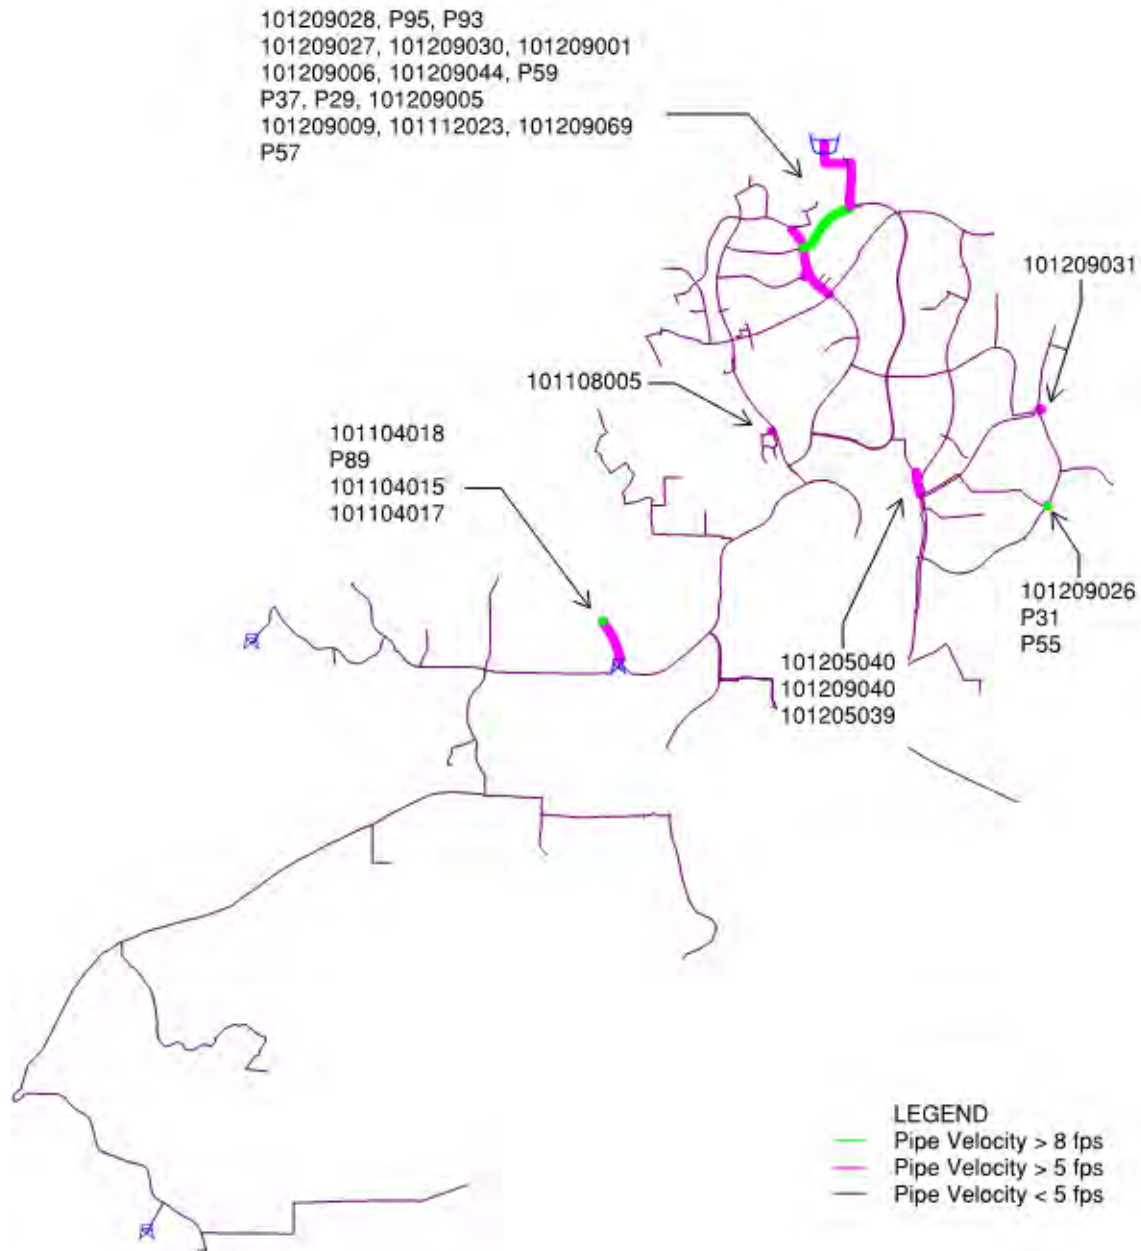 101209028, P95, P93
101209027, 101209030, 101209001
101209006, 101209044, P59
P37, P29, 101209005
101209009, 101112023, 101209069
P57
101209031
101108005
101104018
P89
101104015
101104017
101209026
P31
P55
101205040
101209040
101205039
LEGEND
Pipe Velocity > 8 fps
Pipe Velocity > 5 fps
Pipe Velocity < 5 fps